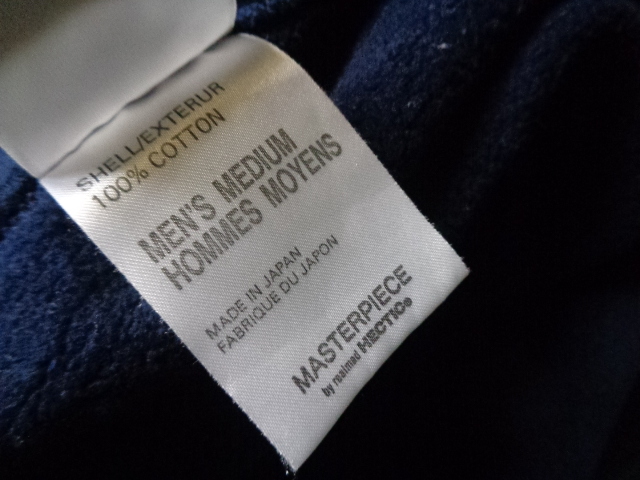 SHELL/EXTERUR
100% COTTON
MEN'S MEDIUM
HOMMES MOYENS
MADE IN JAPAN
FABRIQUE DU JAPON
MASTERPIECE
by realmad HECTIC®